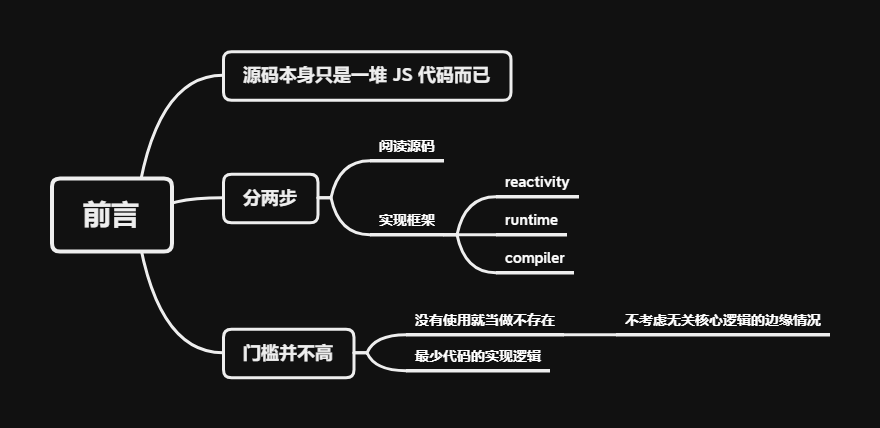 前言
源码本身只是一堆 JS 代码而已
分两步
阅读源码
实现框架
reactivity
runtime
compiler
门槛并不高
没有使用就当做不存在
不考虑无关核心逻辑的边缘情况
最少代码的实现逻辑